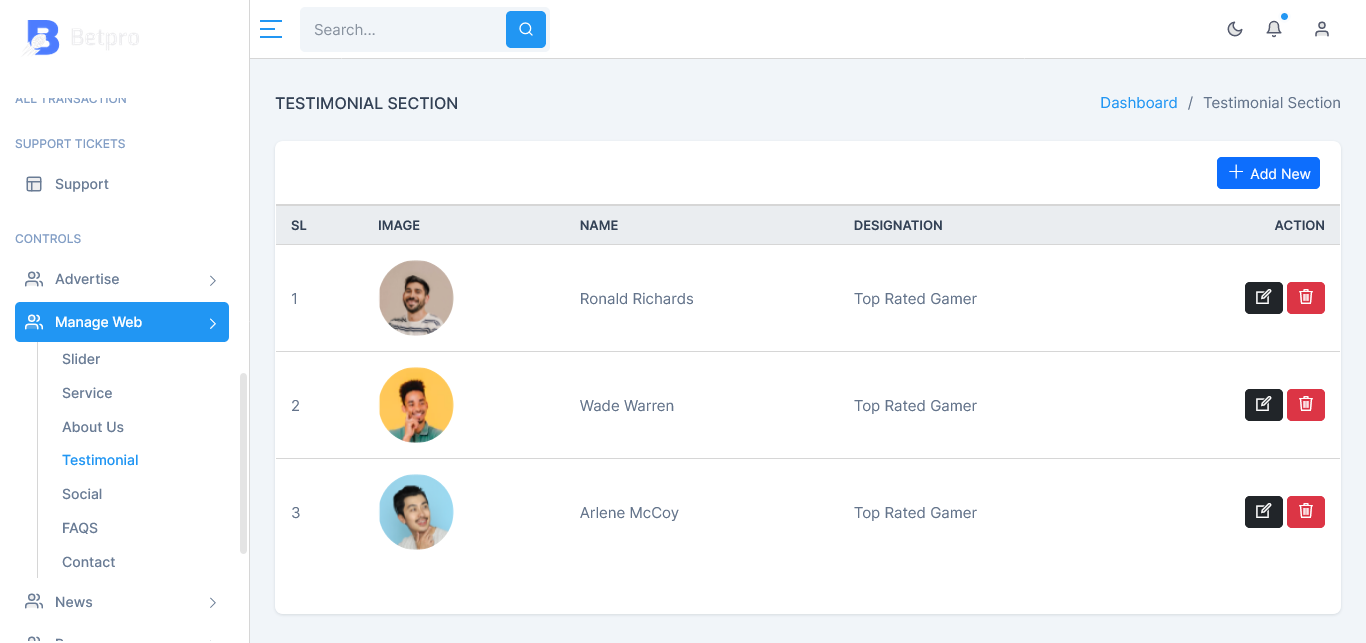 Betpro
Search...
ALL TRANSACTION
SUPPORT TICKETS
Support
CONTROLS
Advertise
Manage Web
Slider
Service
About Us
Testimonial
Social
FAQS
Contact
News
TESTIMONIAL SECTION
Dashboard / Testimonial Section
Add New
SL IMAGE NAME DESIGNATION ACTION
1 Ronald Richards Top Rated Gamer
2 Wade Warren Top Rated Gamer
3 Arlene McCoy Top Rated Gamer